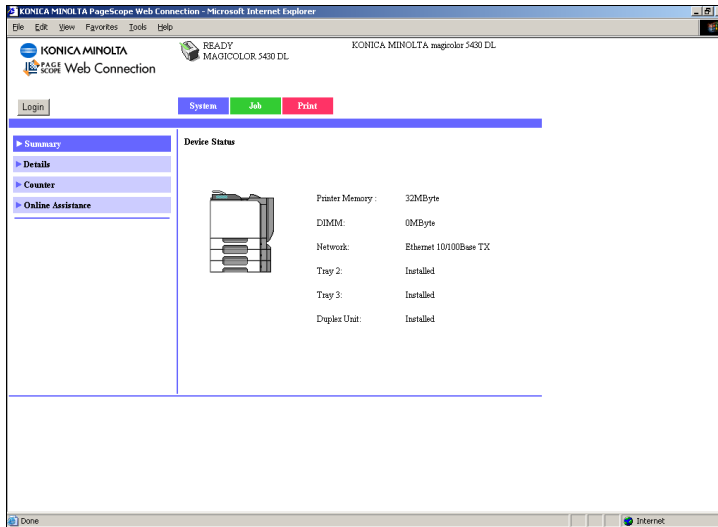 KONICA MINOLTA PageScope Web Connection - Microsoft Internet Explorer
File Edit View Favorites Tools Help
KONICA MINOLTA
PAGE SCOPE Web Connection
READY
MAGICOLOR 5430 DL
KONICA MINOLTA magicolor 5430 DL
Login
System Job Print
Summary
Details
Counter
Online Assistance
Device Status
Printer Memory : 32MByte
DIMM: 0MByte
Network: Ethernet 10/100Base TX
Tray 2: Installed
Tray 3: Installed
Duplex Unit: Installed
Done
Internet